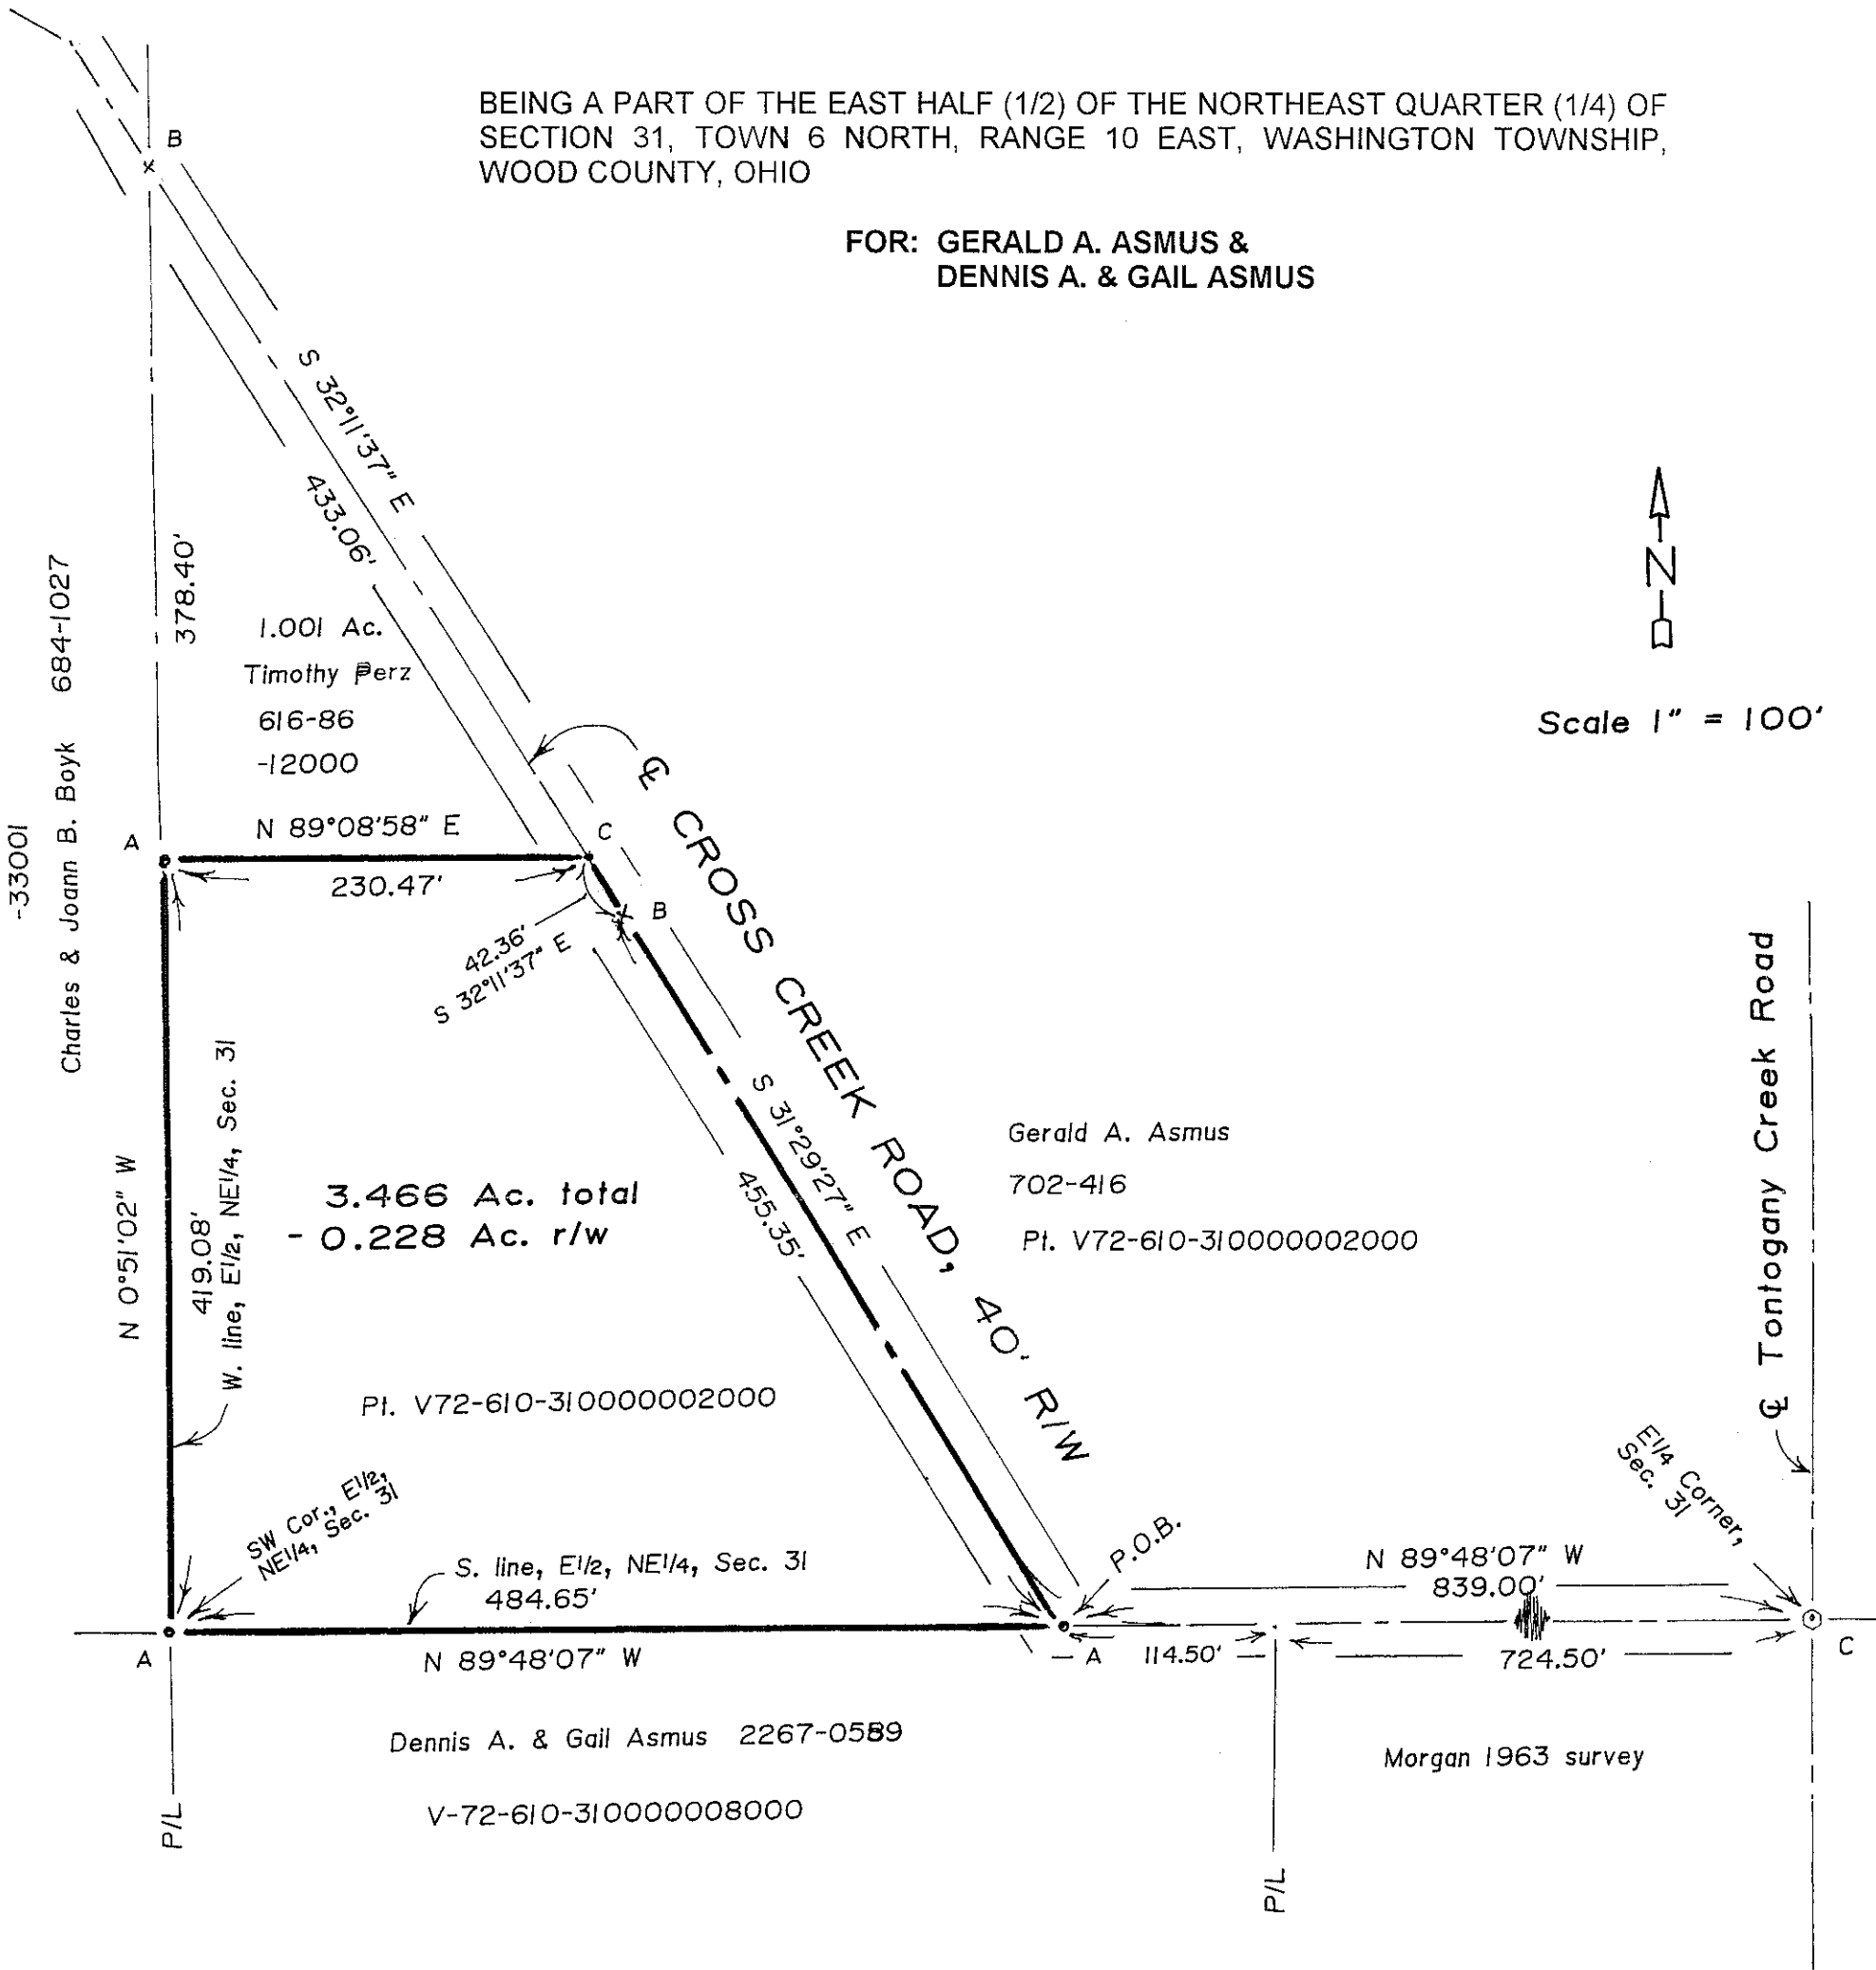 BEING A PART OF THE EAST HALF (1/2) OF THE NORTHEAST QUARTER (1/4) OF
SECTION 31, TOWN 6 NORTH, RANGE 10 EAST, WASHINGTON TOWNSHIP,
WOOD COUNTY, OHIO
FOR: GERALD A. ASMUS &
DENNIS A. & GAIL ASMUS
B
S 32°11'37" E
433.06'
378.40'
N
Scale 1" = 100'
-33001
Charles & Joann B. Boyk 684-1027
1.001 Ac.
Timothy Perz
616-86
-12000
A
N 89°08'58" E
230.47'
C
B
42.36'
S 32°11'37" E
℄ CROSS CREEK ROAD, 40' R/W
S 31°29'27" E
455.35'
℄ Tontogany Creek Road
N 0°51'02" W
419.08'
W. line, E1/2, NE1/4, Sec. 31
3.466 Ac. total
- 0.228 Ac. r/w
Gerald A. Asmus
702-416
Pt. V72-610-310000002000
Pt. V72-610-310000002000
SW Cor., E1/2,
NE1/4, Sec. 31
S. line, E1/2, NE1/4, Sec. 31
484.65'
N 89°48'07" W
P.O.B.
E1/4 Corner,
Sec. 31
N 89°48'07" W
839.00'
A
A
114.50'
724.50'
C
Dennis A. & Gail Asmus 2267-0589
V-72-610-310000008000
Morgan 1963 survey
P/L
P/L